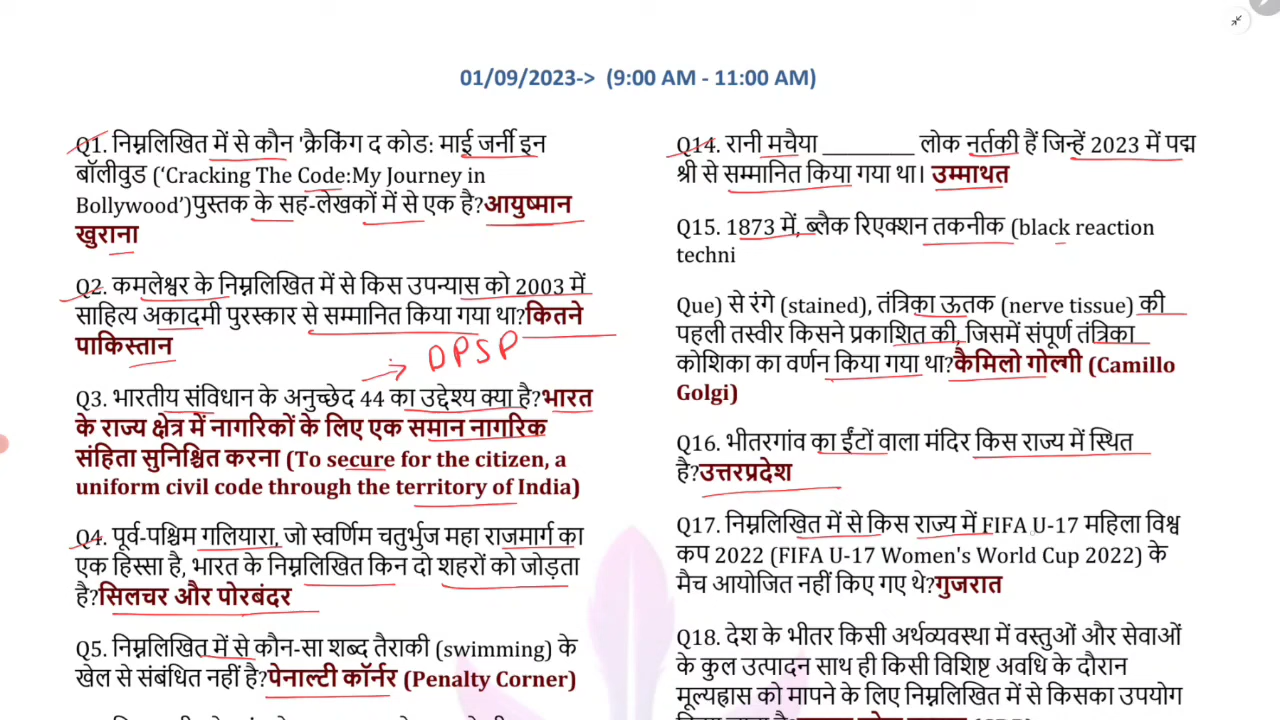 01/09/2023-> (9:00 AM - 11:00 AM)
Q1. निम्नलिखित में से कौन 'क्रैकिंग द कोड: माई जर्नी इन
बॉलीवुड (‘Cracking The Code:My Journey in
Bollywood’)पुस्तक के सह-लेखकों में से एक है?आयुष्मान
खुराना
Q2. कमलेश्वर के निम्नलिखित में से किस उपन्यास को 2003 में
साहित्य अकादमी पुरस्कार से सम्मानित किया गया था?कितने
पाकिस्तान
DPSP
Q3. भारतीय संविधान के अनुच्छेद 44 का उद्देश्य क्या है?भारत
के राज्य क्षेत्र में नागरिकों के लिए एक समान नागरिक
संहिता सुनिश्चित करना (To secure for the citizen, a
uniform civil code through the territory of India)
Q4. पूर्व-पश्चिम गलियारा, जो स्वर्णिम चतुर्भुज महा राजमार्ग का
एक हिस्सा है, भारत के निम्नलिखित किन दो शहरों को जोड़ता
है?सिलचर और पोरबंदर
Q5. निम्नलिखित में से कौन-सा शब्द तैराकी (swimming) के
खेल से संबंधित नहीं है?पेनाल्टी कॉर्नर (Penalty Corner)
Q14. रानी मचैया _________ लोक नर्तकी हैं जिन्हें 2023 में पद्म
श्री से सम्मानित किया गया था। उम्माथत
Q15. 1873 में, ब्लैक रिएक्शन तकनीक (black reaction
techni
Que) से रंगे (stained), तंत्रिका ऊतक (nerve tissue) की
पहली तस्वीर किसने प्रकाशित की, जिसमें संपूर्ण तंत्रिका
कोशिका का वर्णन किया गया था?कैमिलो गोल्गी (Camillo
Golgi)
Q16. भीतरगांव का ईंटों वाला मंदिर किस राज्य में स्थित
है?उत्तरप्रदेश
Q17. निम्नलिखित में से किस राज्य में FIFA U-17 महिला विश्व
कप 2022 (FIFA U-17 Women's World Cup 2022) के
मैच आयोजित नहीं किए गए थे?गुजरात
Q18. देश के भीतर किसी अर्थव्यवस्था में वस्तुओं और सेवाओं
के कुल उत्पादन साथ ही किसी विशिष्ट अवधि के दौरान
मूल्यह्रास को मापने के लिए निम्नलिखित में से किसका उपयोग